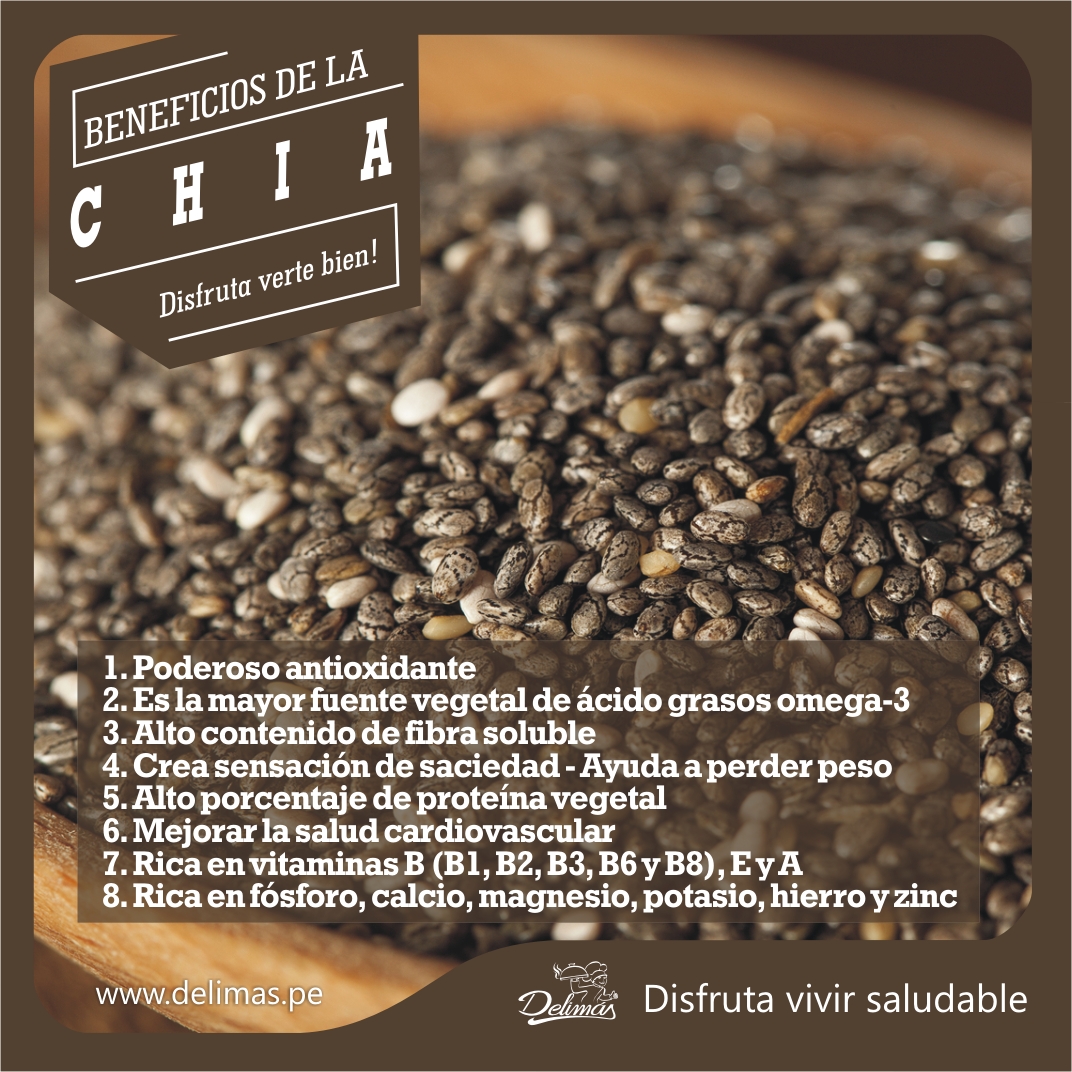 BENEFICIOS DE LA
CHIA
Disfruta verte bien!
1. Poderoso antioxidante
2. Es la mayor fuente vegetal de ácido grasos omega-3
3. Alto contenido de fibra soluble
4. Crea sensación de saciedad - Ayuda a perder peso
5. Alto porcentaje de proteína vegetal
6. Mejorar la salud cardiovascular
7. Rica en vitaminas B (B1, B2, B3, B6 y B8), E y A
8. Rica en fósforo, calcio, magnesio, potasio, hierro y zinc
www.delimas.pe
Delimas
Disfruta vivir saludable